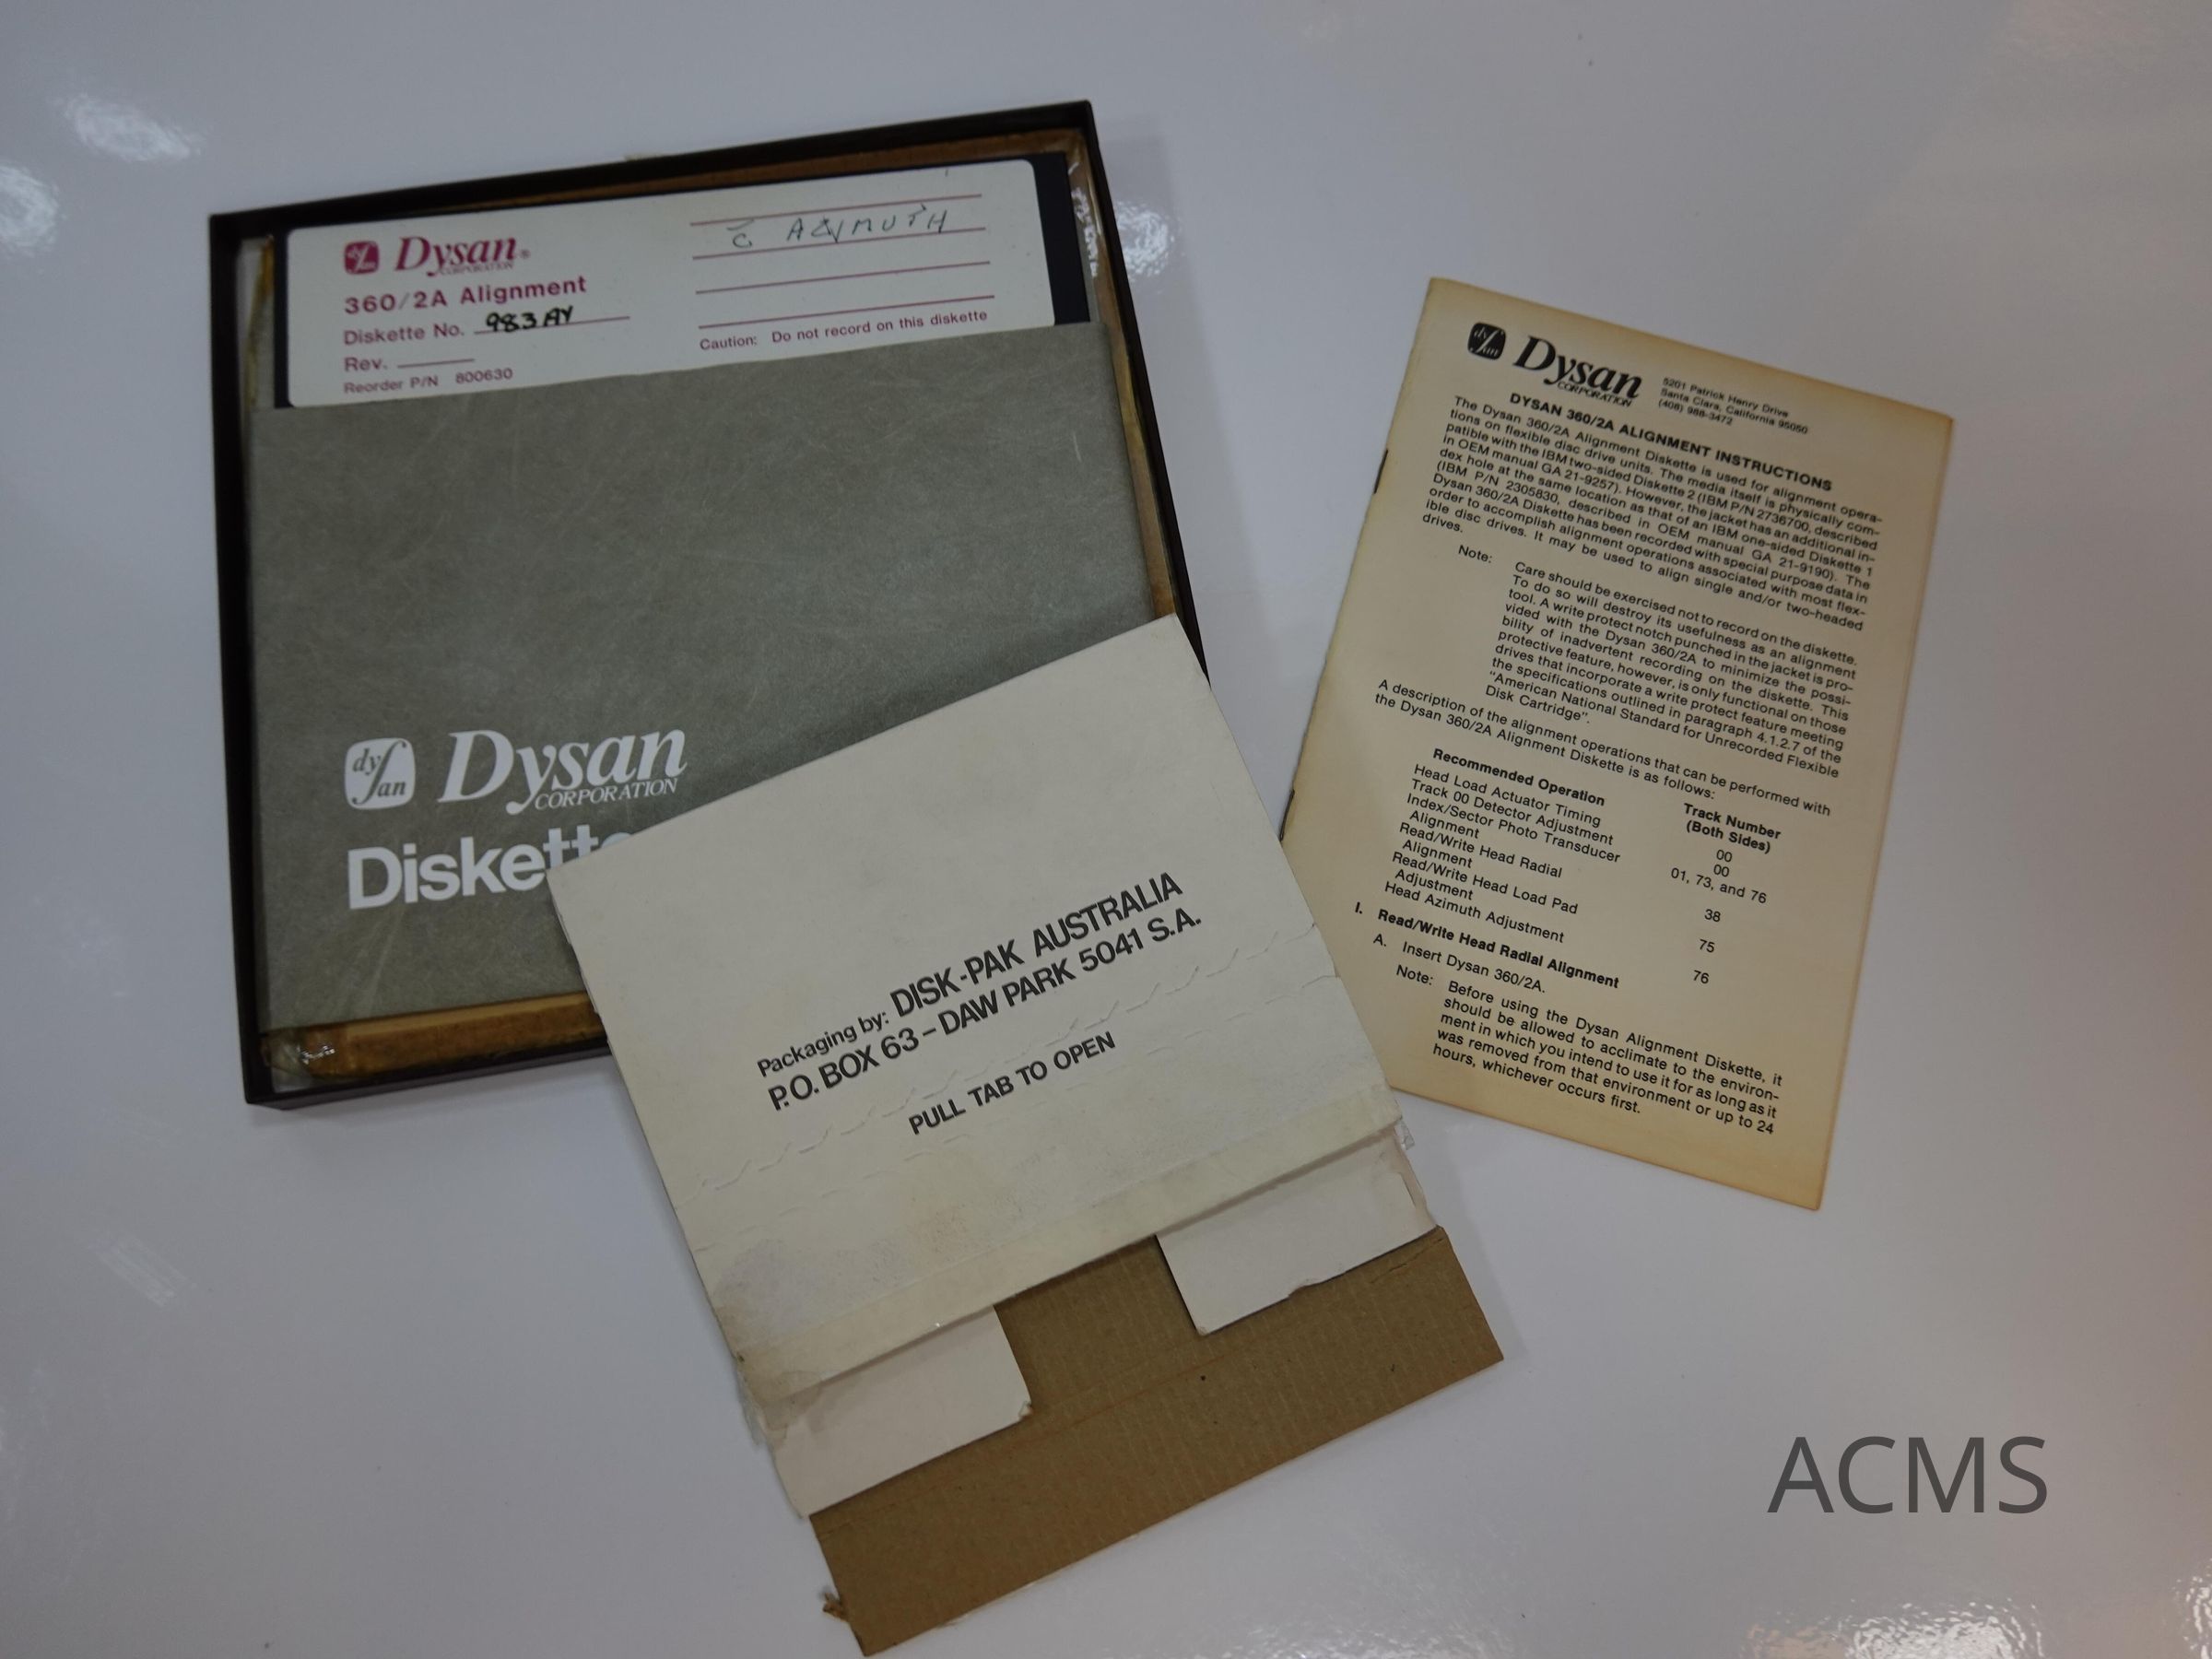 Dysan®
CORPORATION
360/2A Alignment
Diskette No. 983AY
Rev.
Reorder P/N 800630
c̄ AZYMUTH
Caution: Do not record on this diskette
dysan Dysan
CORPORATION
Diskette
Packaging by: DISK-PAK AUSTRALIA
P.O. BOX 63 – DAW PARK 5041 S.A.
PULL TAB TO OPEN
dysan Dysan
CORPORATION
5201 Patrick Henry Drive
Santa Clara, California 95050
(408) 988-3472
DYSAN 360/2A ALIGNMENT INSTRUCTIONS
The Dysan 360/2A Alignment Diskette is used for alignment opera-
tions on flexible disc drive units. The media itself is physically com-
patible with the IBM two-sided Diskette 2 (IBM P/N 2736700, described
in OEM manual GA 21-9257). However, the jacket has an additional in-
dex hole at the same location as that of an IBM one-sided Diskette 1
(IBM P/N 2305830, described in OEM manual GA 21-9190). The
Dysan 360/2A Diskette has been recorded with special purpose data in
order to accomplish alignment operations associated with most flex-
ible disc drives. It may be used to align single and/or two-headed
drives.
Note: Care should be exercised not to record on the diskette.
To do so will destroy its usefulness as an alignment
tool. A write protect notch punched in the jacket is pro-
vided with the Dysan 360/2A to minimize the possi-
bility of inadvertent recording on the diskette. This
protective feature, however, is only functional on those
drives that incorporate a write protect feature meeting
the specifications outlined in paragraph 4.1.2.7 of the
"American National Standard for Unrecorded Flexible
Disk Cartridge".
A description of the alignment operations that can be performed with
the Dysan 360/2A Alignment Diskette is as follows:
Recommended Operation Track Number
(Both Sides)
Head Load Actuator Timing 00
Track 00 Detector Adjustment 00
Index/Sector Photo Transducer
Alignment 01, 73, and 76
Read/Write Head Radial
Alignment 38
Read/Write Head Load Pad
Adjustment 75
Head Azimuth Adjustment 76
I. Read/Write Head Radial Alignment
A. Insert Dysan 360/2A.
Note: Before using the Dysan Alignment Diskette, it
should be allowed to acclimate to the environ-
ment in which you intend to use it for as long as it
was removed from that environment or up to 24
hours, whichever occurs first.
ACMS